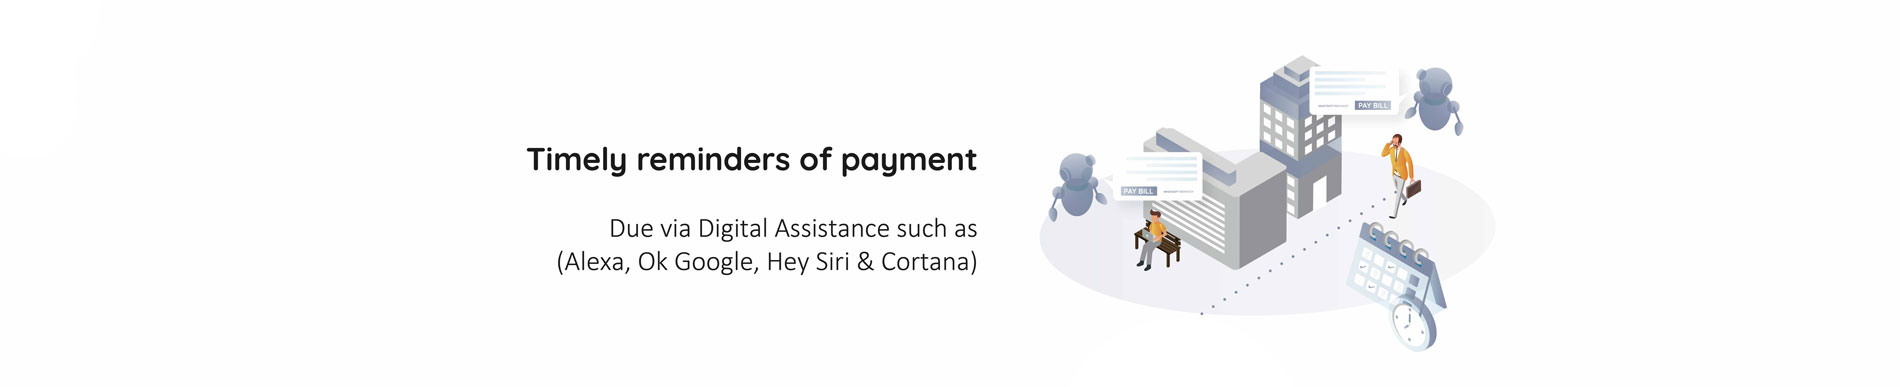 Timely reminders of payment
Due via Digital Assistance such as
(Alexa, Ok Google, Hey Siri & Cortana)
PAY BILL
PAY BILL